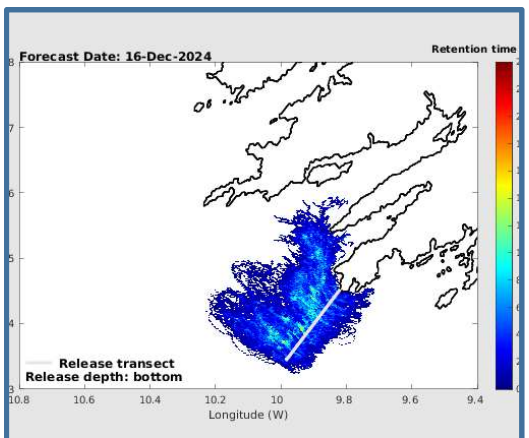 Forecast Date: 16-Dec-2024
Retention time
8
7
6
5
4
3
Release transect
Release depth: bottom
10.8
10.6
10.4
10.2
10
9.8
9.6
9.4
Longitude (W)